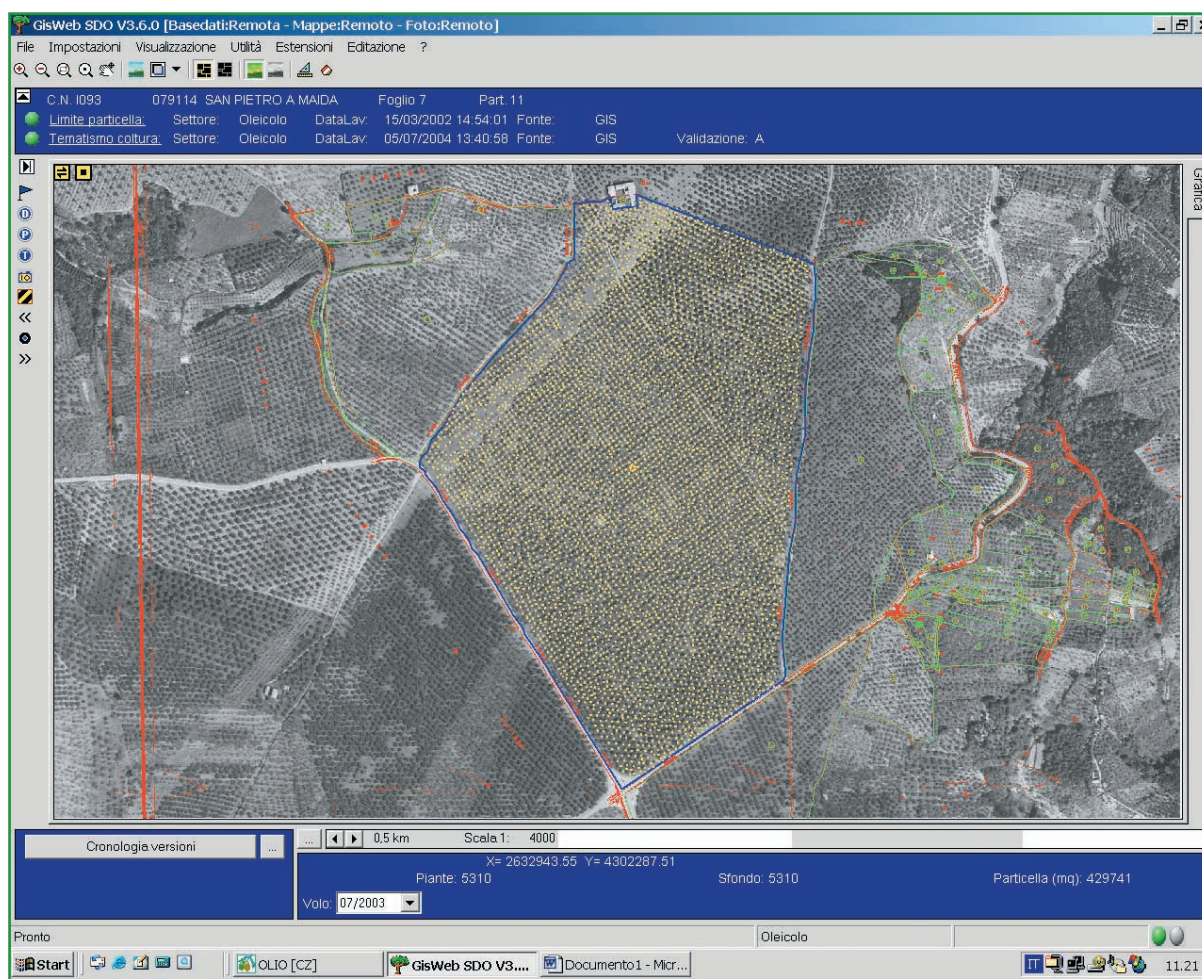 GisWeb SDO V3.6.0 [Basedati:Remota - Mappe:Remoto - Foto:Remoto]
File Impostazioni Visualizzazione Utilità Estensioni Editazione ?
C.N. I093 079114 SAN PIETRO A MAIDA Foglio 7 Part. 11
Limite particella: Settore: Oleicolo DataLav: 15/03/2002 14:54:01 Fonte: GIS
Tematismo coltura: Settore: Oleicolo DataLav: 05/07/2004 13:40:58 Fonte: GIS Validazione: A
Grafica
D
P
T
Cronologia versioni ...
... 0,5 km Scala 1: 4000
X= 2632943.55 Y= 4302287.51
Piante: 5310 Sfondo: 5310 Particella (mq): 429741
Volo: 07/2003
Pronto Oleicolo
Start OLIO [CZ] GisWeb SDO V3.... Documento1 - Micr... IT 11.21